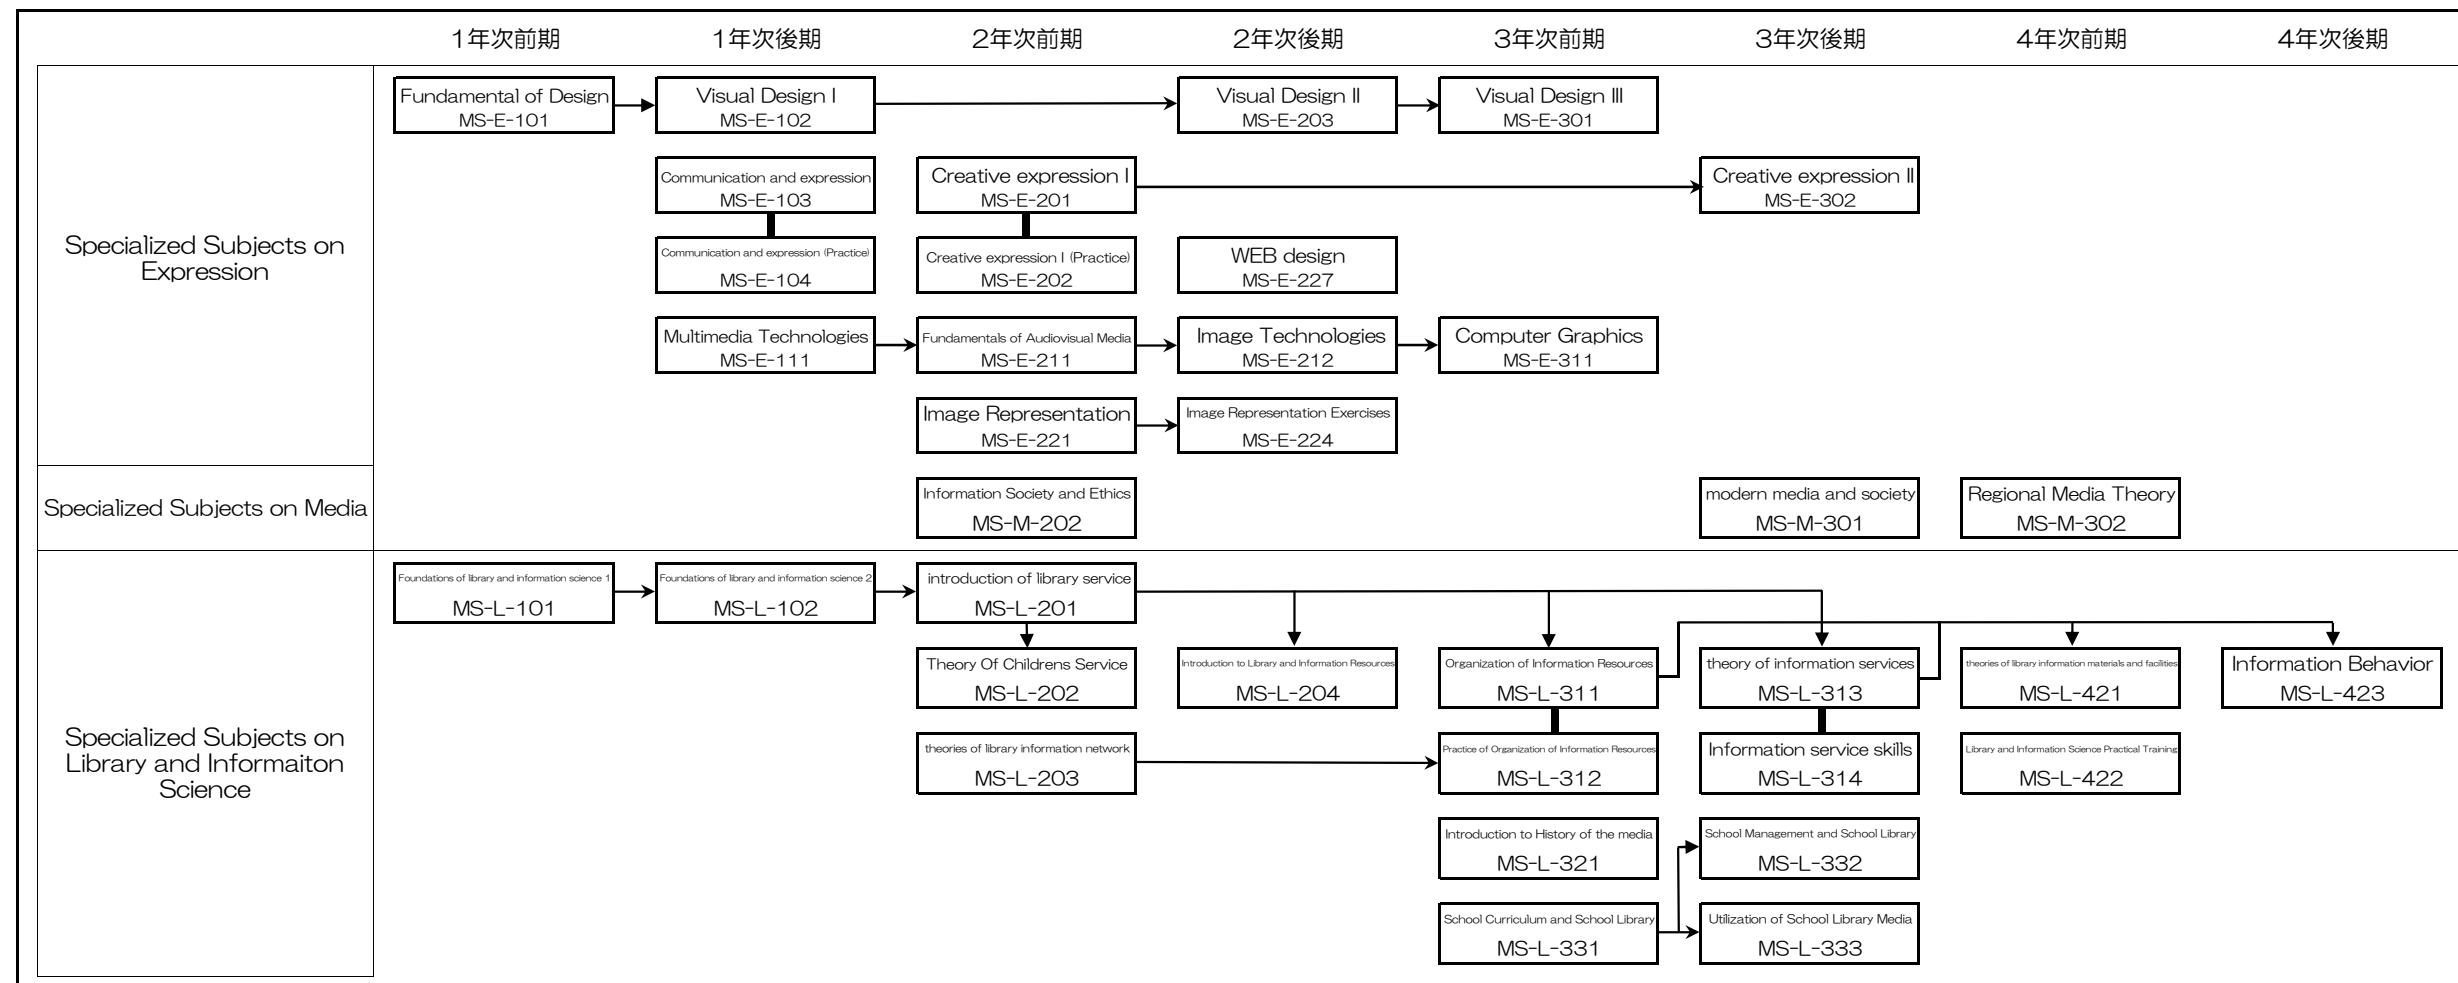 1年次前期 1年次後期 2年次前期 2年次後期 3年次前期 3年次後期 4年次前期 4年次後期
Specialized Subjects on
Expression
Fundamental of Design
MS-E-101
Visual Design Ⅰ
MS-E-102
Visual Design Ⅱ
MS-E-203
Visual Design Ⅲ
MS-E-301
Communication and expression
MS-E-103
Creative expression Ⅰ
MS-E-201
Creative expression Ⅱ
MS-E-302
Communication and expression (Practice)
MS-E-104
Creative expression Ⅰ (Practice)
MS-E-202
WEB design
MS-E-227
Multimedia Technologies
MS-E-111
Fundamentals of Audiovisual Media
MS-E-211
Image Technologies
MS-E-212
Computer Graphics
MS-E-311
Image Representation
MS-E-221
Image Representation Exercises
MS-E-224
Specialized Subjects on Media
Information Society and Ethics
MS-M-202
modern media and society
MS-M-301
Regional Media Theory
MS-M-302
Specialized Subjects on
Library and Informaiton
Science
Foundations of library and information science 1
MS-L-101
Foundations of library and information science 2
MS-L-102
introduction of library service
MS-L-201
Theory Of Childrens Service
MS-L-202
Introduction to Library and Information Resources
MS-L-204
Organization of Information Resources
MS-L-311
theory of information services
MS-L-313
theories of library information materials and facilities
MS-L-421
Information Behavior
MS-L-423
theories of library information network
MS-L-203
Practice of Organization of Information Resources
MS-L-312
Information service skills
MS-L-314
Library and Information Science Practical Training
MS-L-422
Introduction to History of the media
MS-L-321
School Management and School Library
MS-L-332
School Curriculum and School Library
MS-L-331
Utilization of School Library Media
MS-L-333